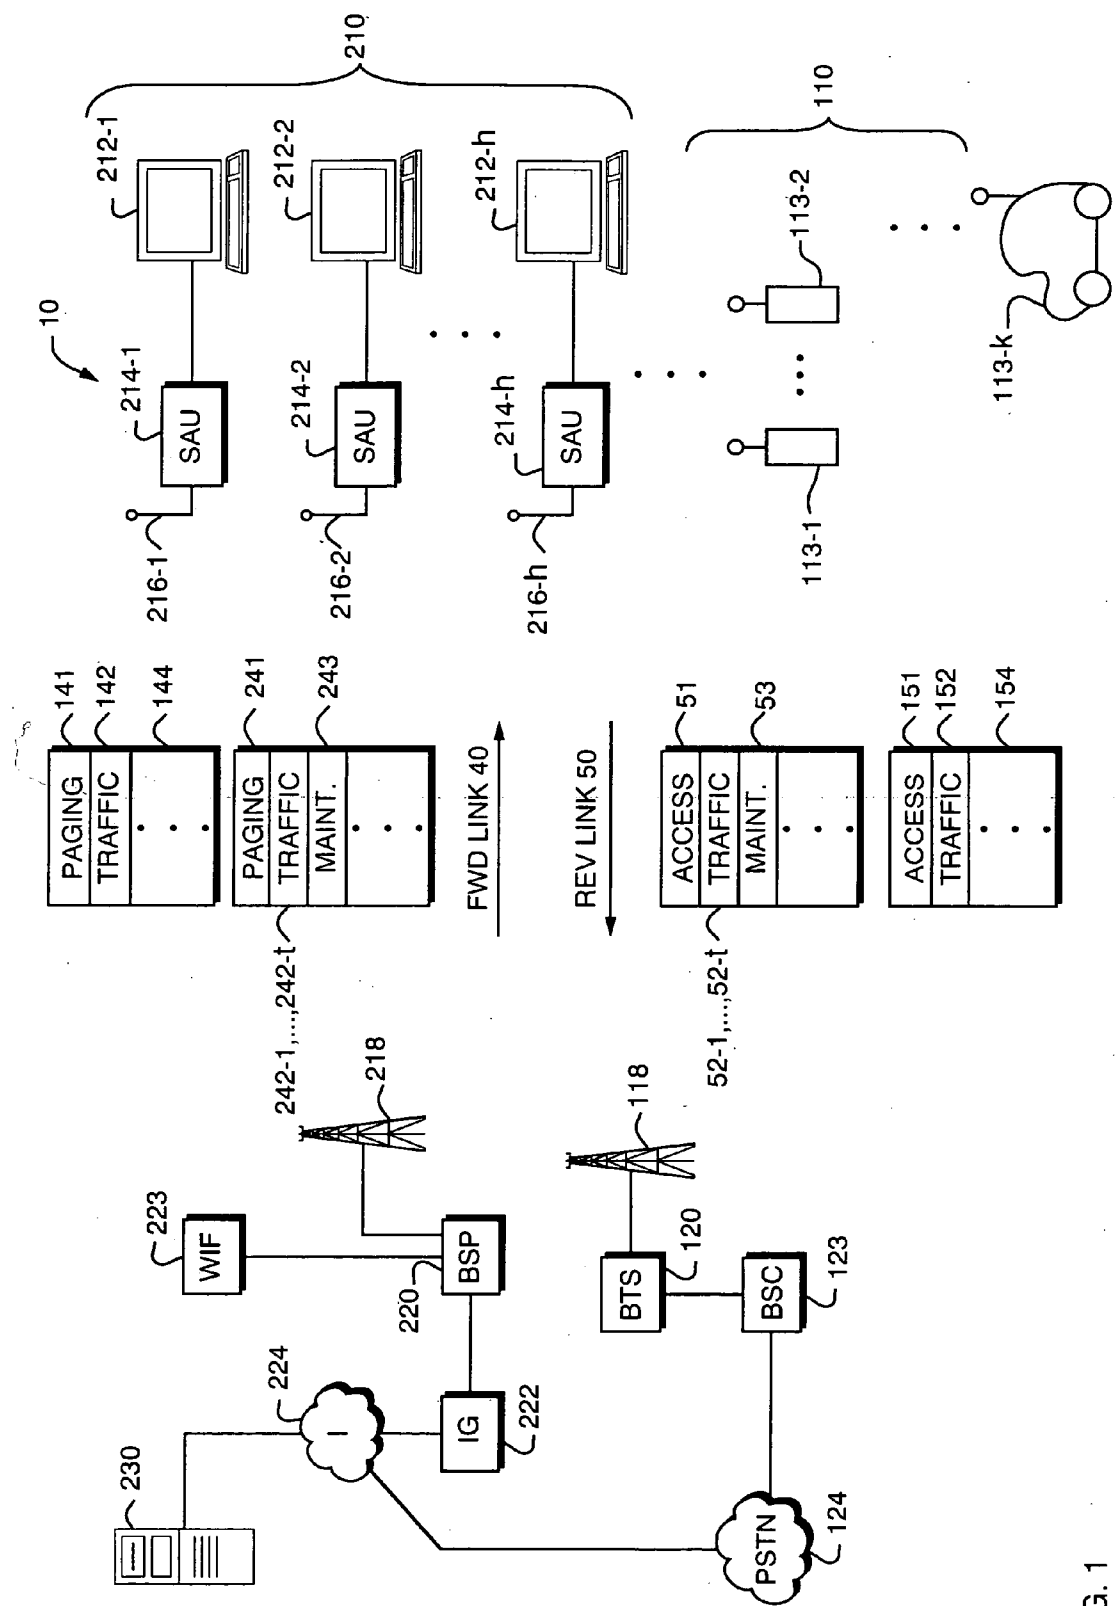 10
212-1
214-1
SAU
216-1
212-2
214-2
SAU
216-2
212-h
214-h
SAU
216-h
210
113-1
113-2
113-k
110
PAGING
TRAFFIC
141
142
144
PAGING
TRAFFIC
MAINT.
241
243
242-1,...,242-t
FWD LINK 40
REV LINK 50
ACCESS
TRAFFIC
MAINT.
51
53
52-1,...,52-t
ACCESS
TRAFFIC
151
152
154
218
118
223
WIF
220
BSP
230
224
I
IG
222
BTS
120
BSC
123
PSTN
124
G. 1